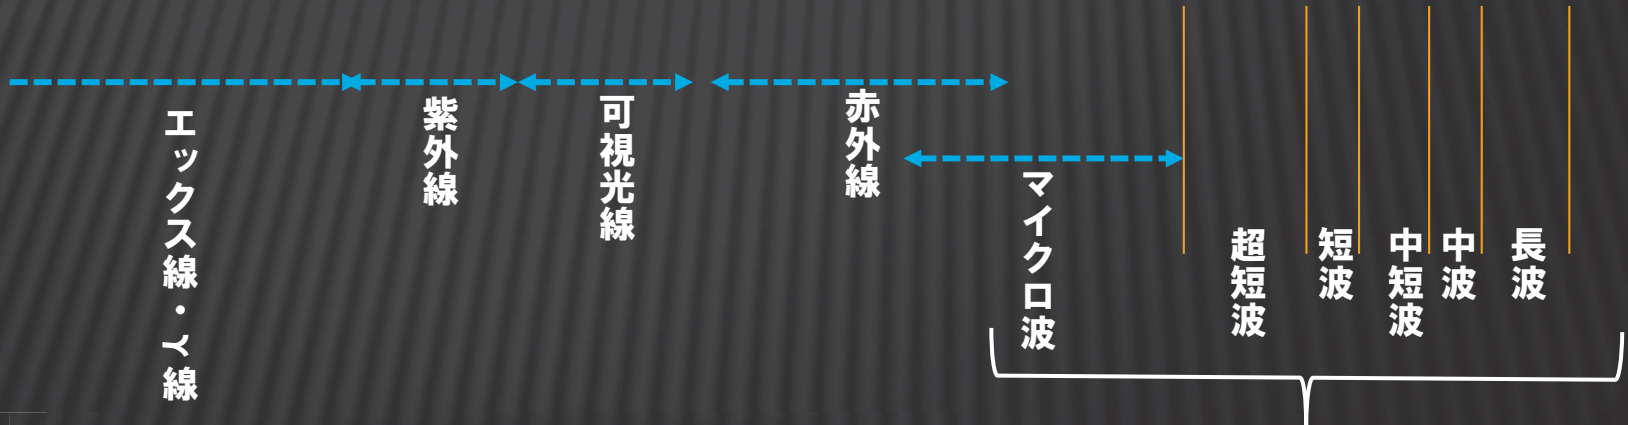 エックス線・γ線
紫外線
可視光線
赤外線
マイクロ波
超短波
短波
中短波
中波
長波